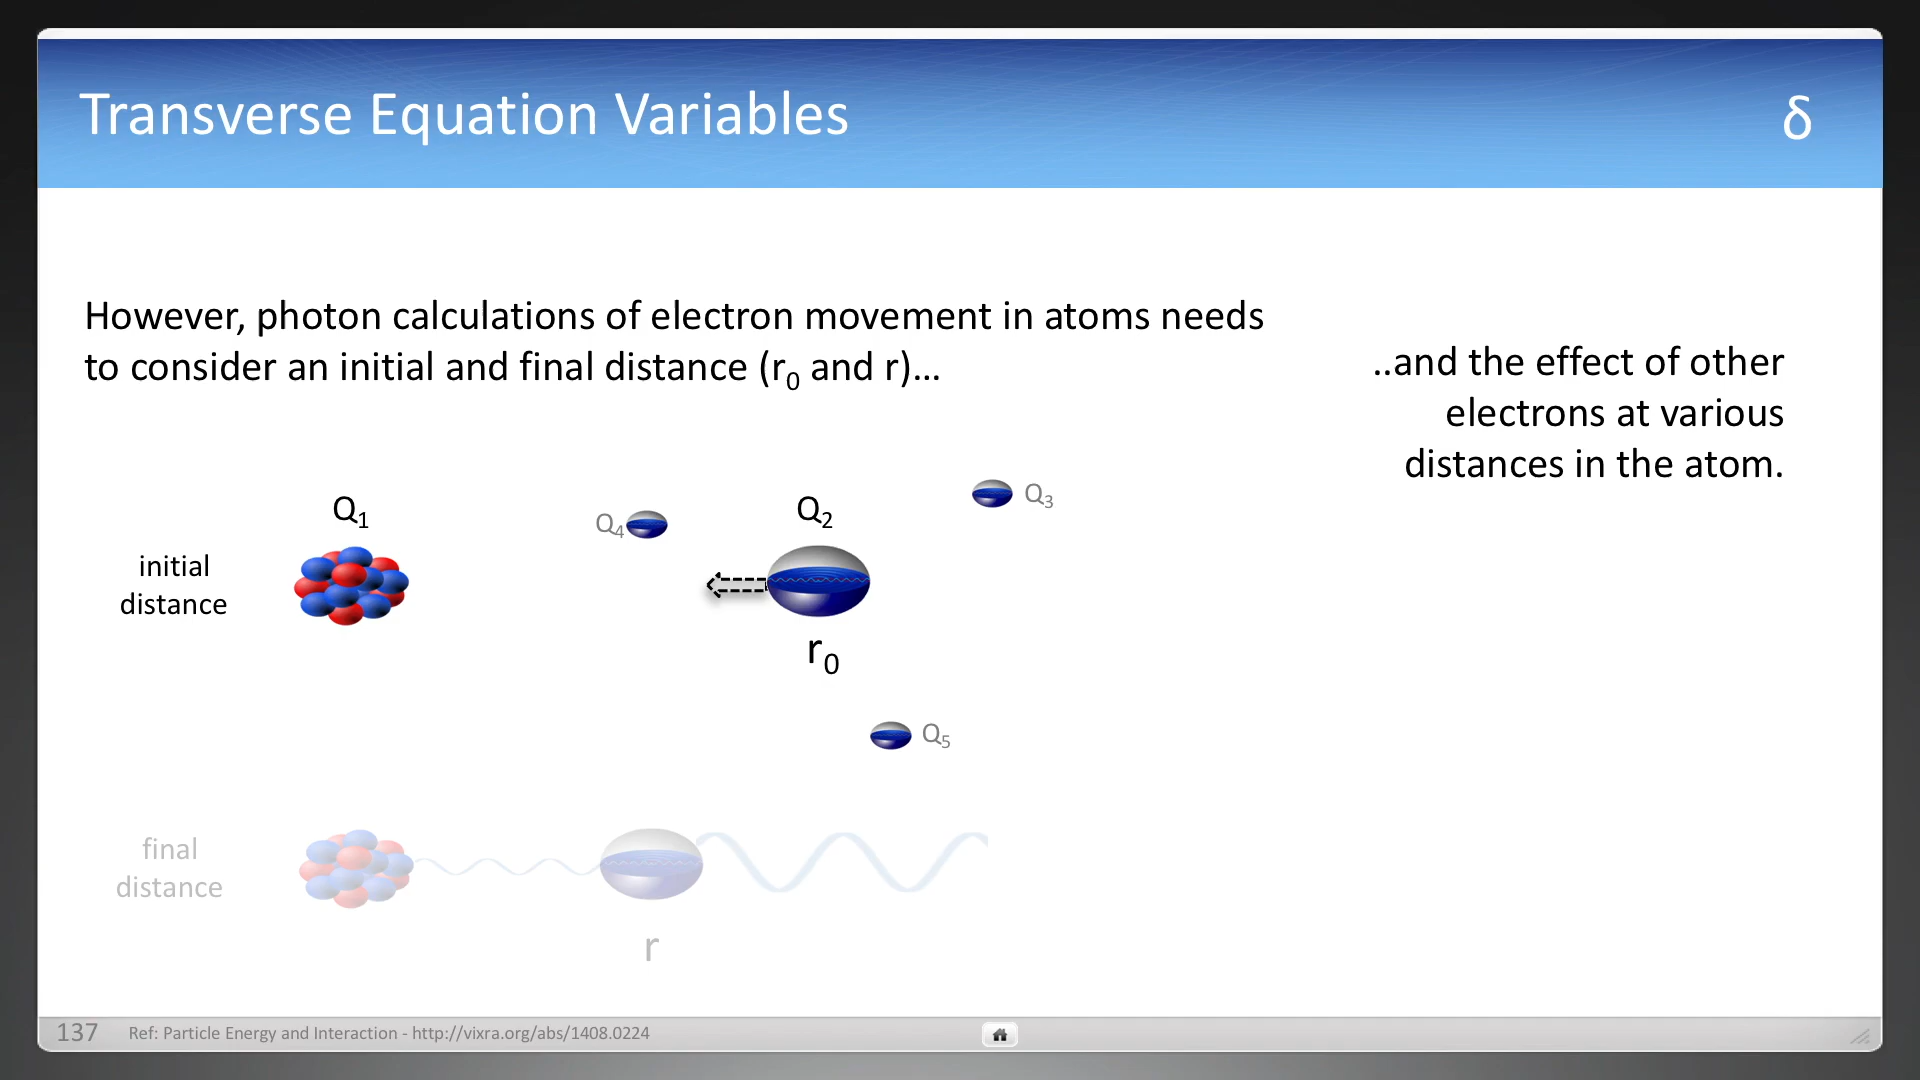 Transverse Equation Variables
δ
However, photon calculations of electron movement in atoms needs
to consider an initial and final distance (r₀ and r)…
..and the effect of other
electrons at various
distances in the atom.
Q₁
Q₄
Q₂
Q₃
initial
distance
r₀
Q₅
final
distance
r
137
Ref: Particle Energy and Interaction - http://vixra.org/abs/1408.0224